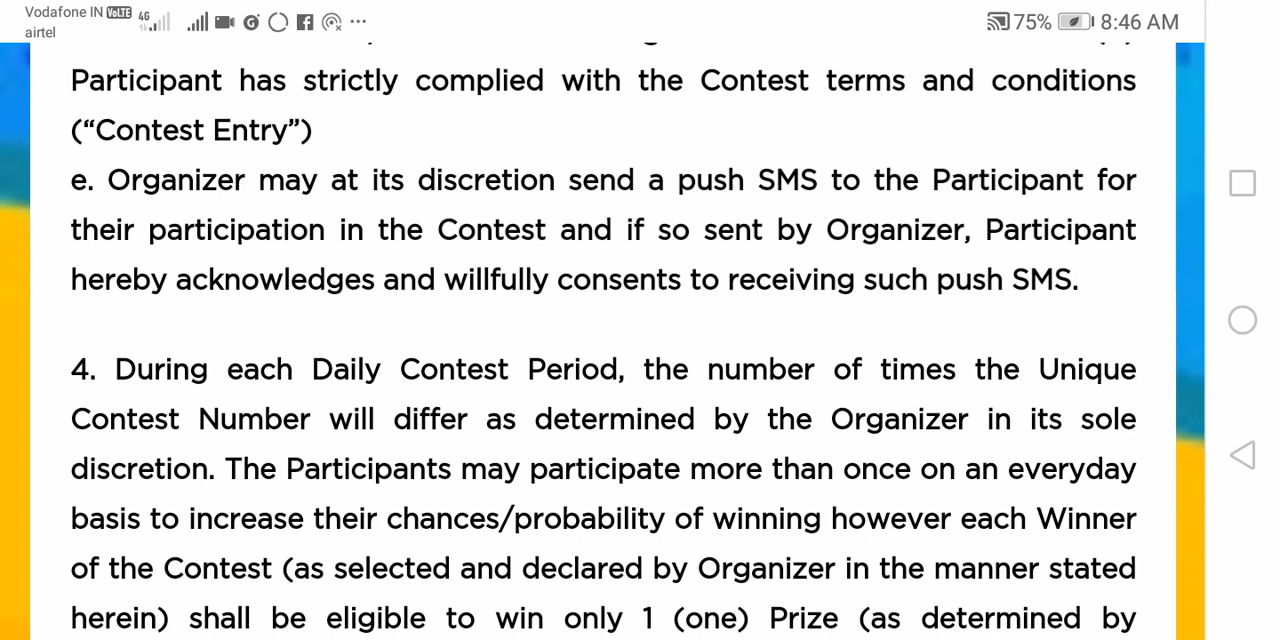 Vodafone IN VoLTE 4G 75% 8:46 AM
airtel
Participant has strictly complied with the Contest terms and conditions
(“Contest Entry”)
e. Organizer may at its discretion send a push SMS to the Participant for
their participation in the Contest and if so sent by Organizer, Participant
hereby acknowledges and willfully consents to receiving such push SMS.
4. During each Daily Contest Period, the number of times the Unique
Contest Number will differ as determined by the Organizer in its sole
discretion. The Participants may participate more than once on an everyday
basis to increase their chances/probability of winning however each Winner
of the Contest (as selected and declared by Organizer in the manner stated
herein) shall be eligible to win only 1 (one) Prize (as determined by